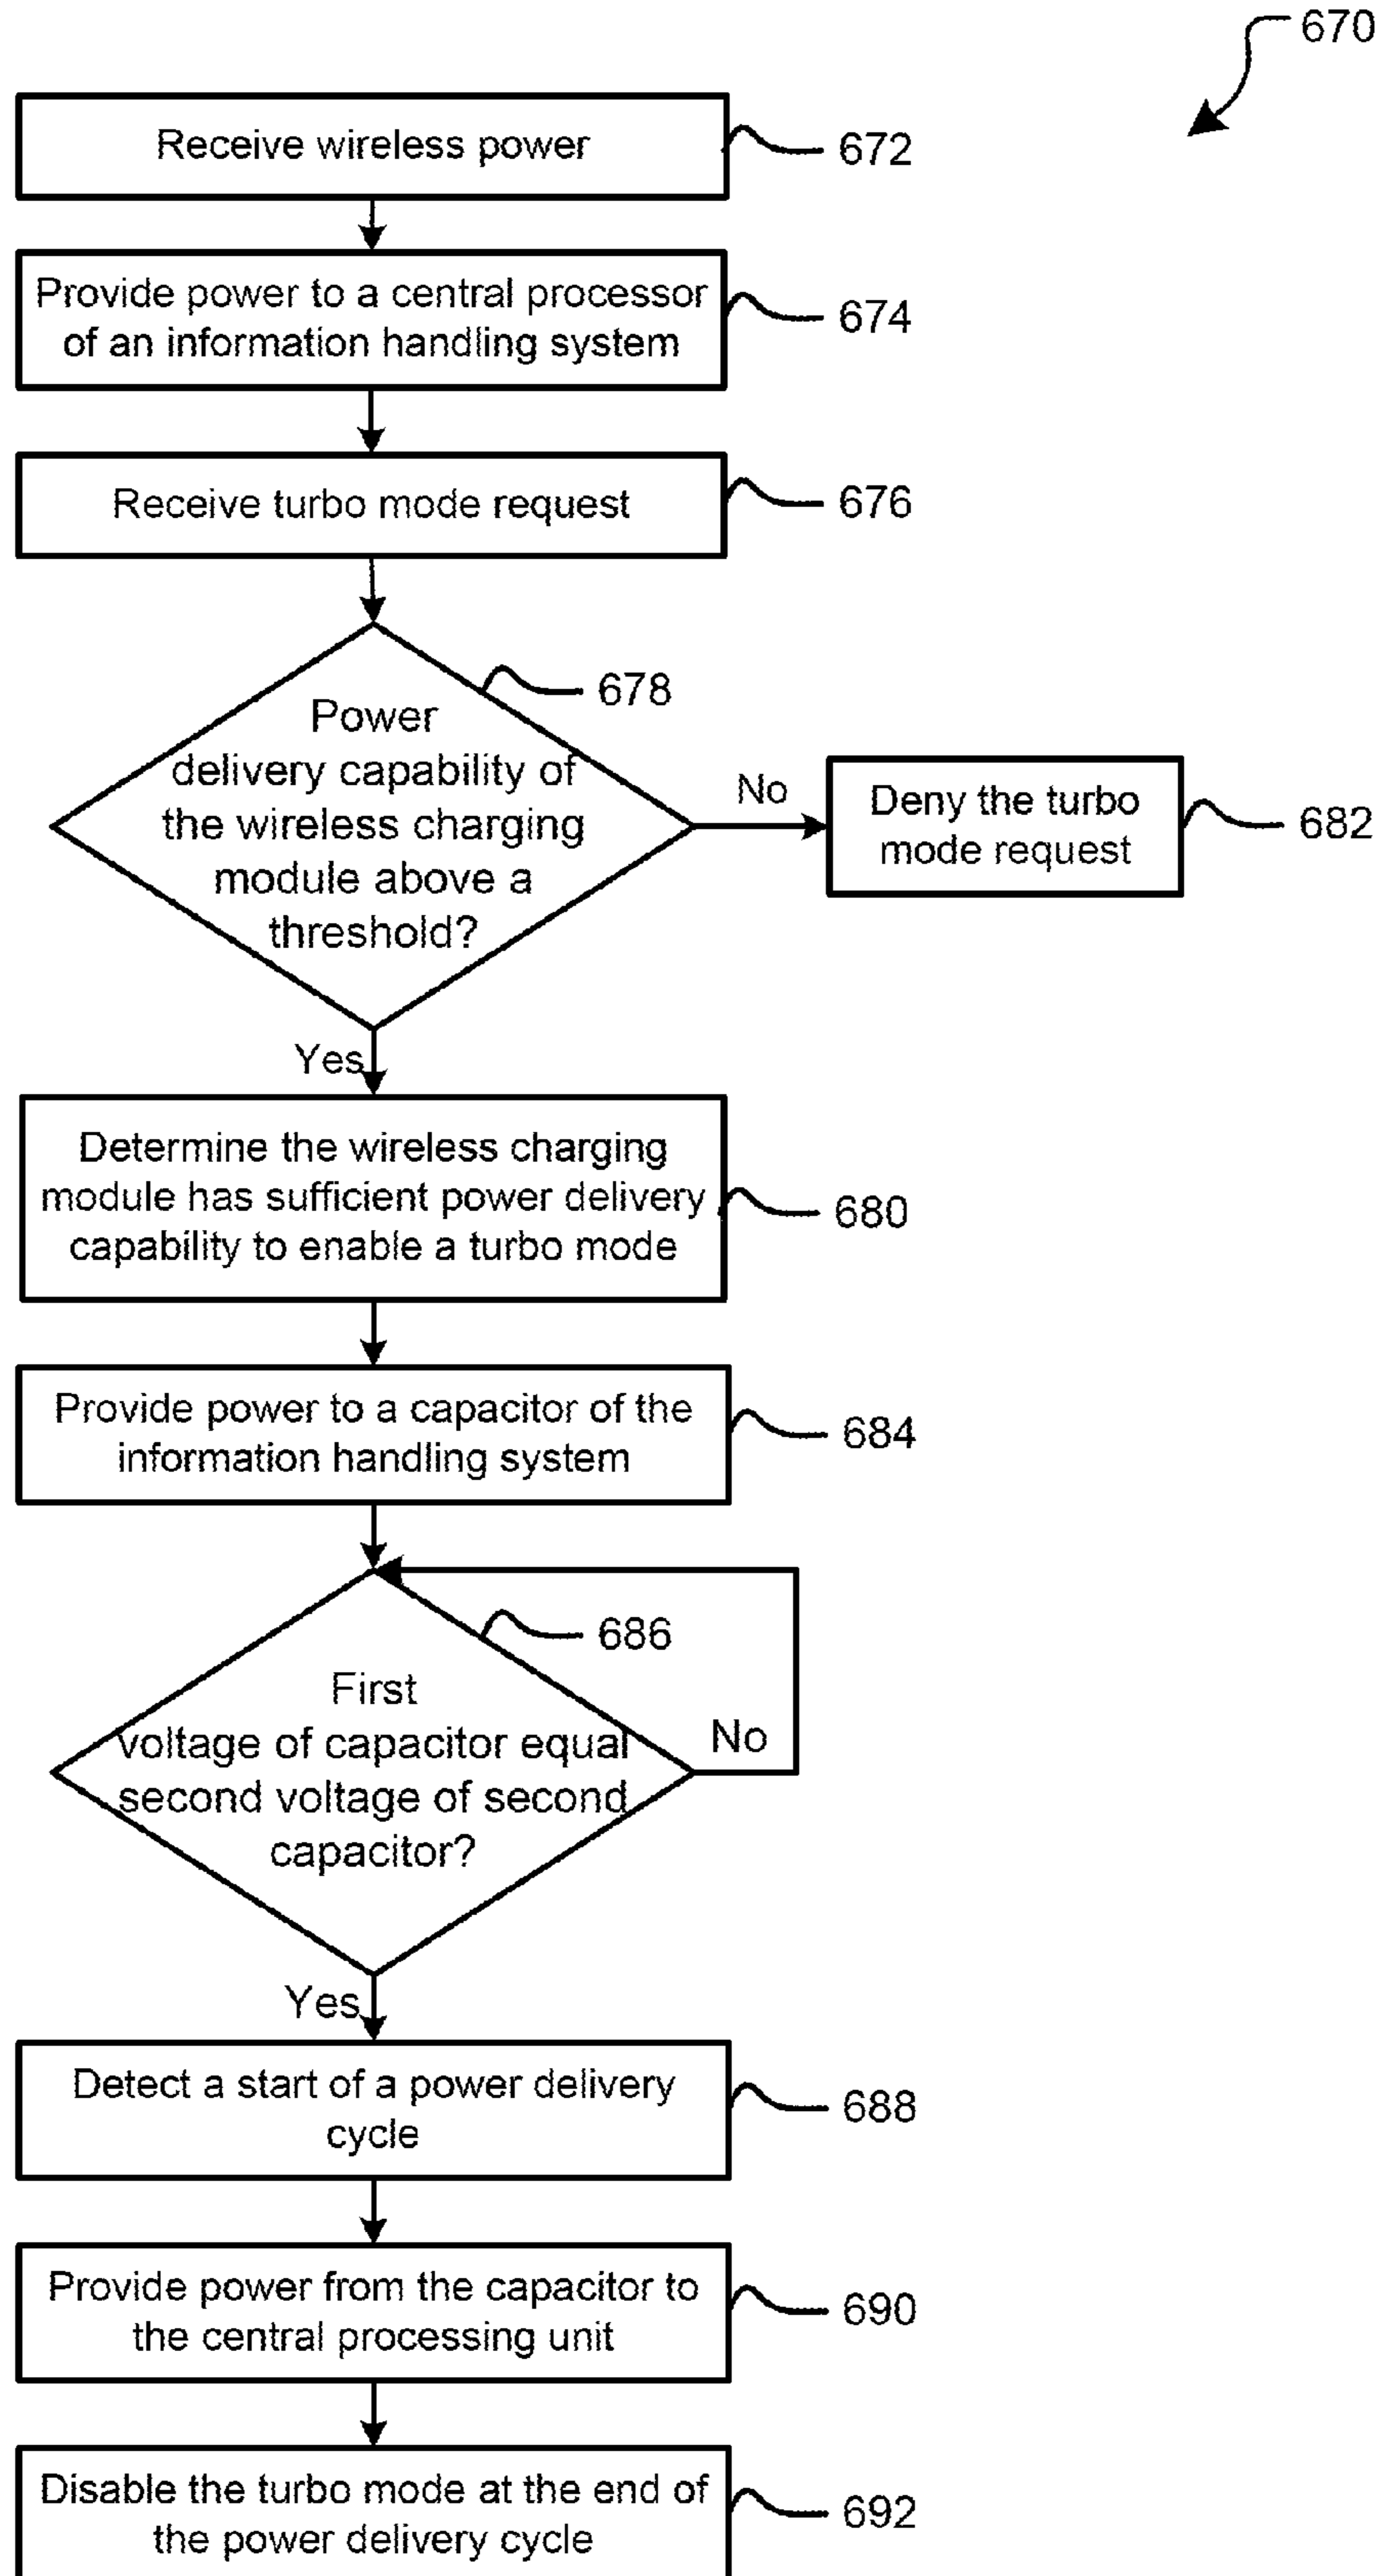 670
Receive wireless power
672
Provide power to a central processor
of an information handling system
674
Receive turbo mode request
676
678
Power
delivery capability of
the wireless charging
module above a
threshold?
No
Deny the turbo
mode request
682
Yes
Determine the wireless charging
module has sufficient power delivery
capability to enable a turbo mode
680
Provide power to a capacitor of the
information handling system
684
686
First
voltage of capacitor equal
second voltage of second
capacitor?
No
Yes
Detect a start of a power delivery
cycle
688
Provide power from the capacitor to
the central processing unit
690
Disable the turbo mode at the end of
the power delivery cycle
692